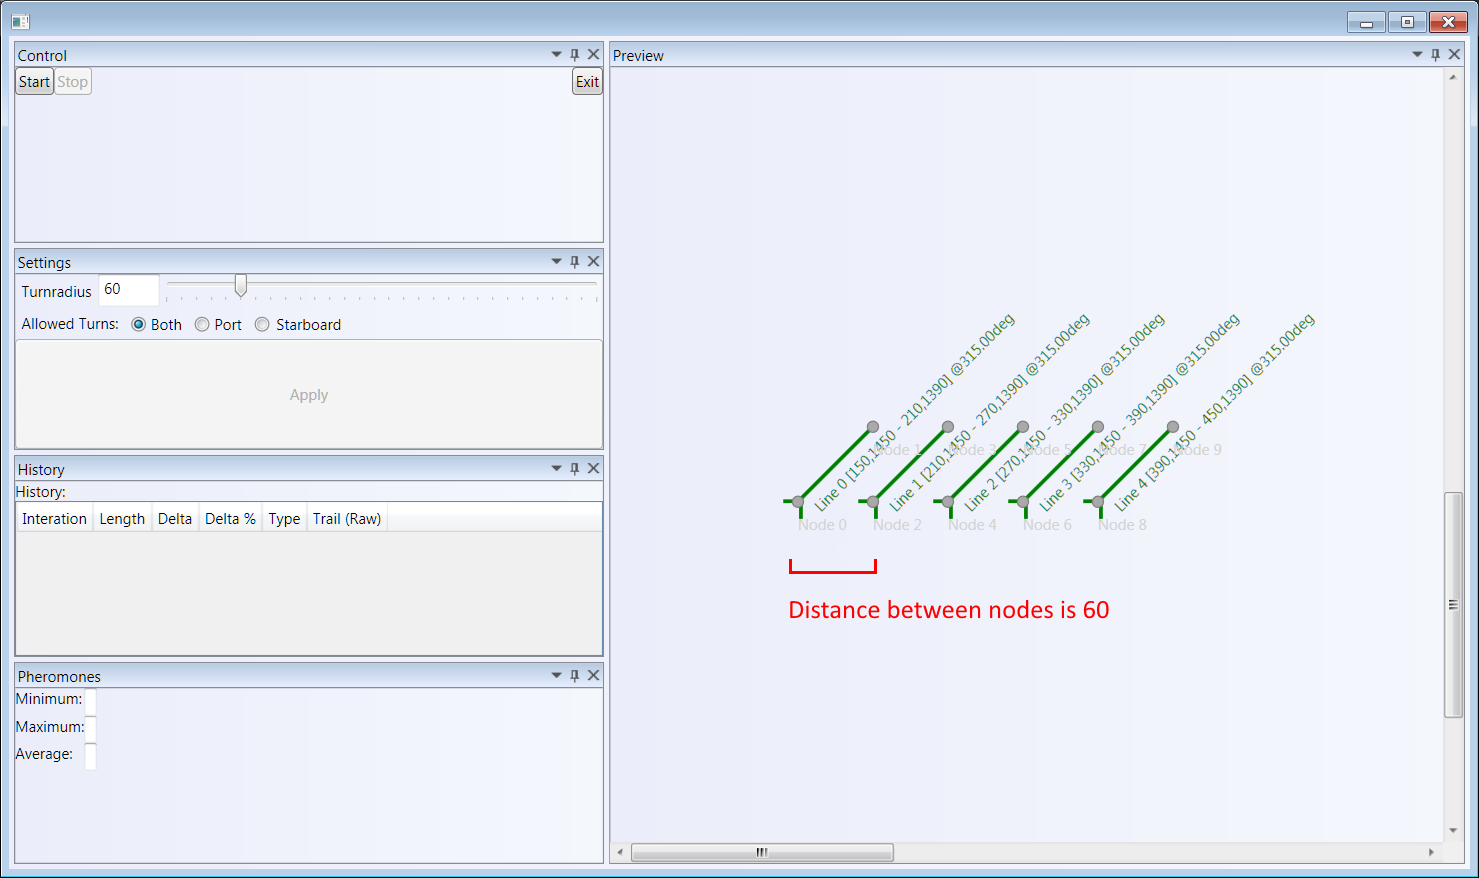 Control
Start Stop Exit
Settings
Turnradius 60
Allowed Turns: Both Port Starboard
Apply
History
History:
Interation Length Delta Delta % Type Trail (Raw)
Pheromones
Minimum:
Maximum:
Average:
Preview
Line 0 [150,1450 - 210,1390] @315.00deg
Line 1 [210,1450 - 270,1390] @315.00deg
Line 2 [270,1450 - 330,1390] @315.00deg
Line 3 [330,1450 - 390,1390] @315.00deg
Line 4 [390,1450 - 450,1390] @315.00deg
Node 1 Node 3 Node 5 Node 7 Node 9
Node 0 Node 2 Node 4 Node 6 Node 8
Distance between nodes is 60